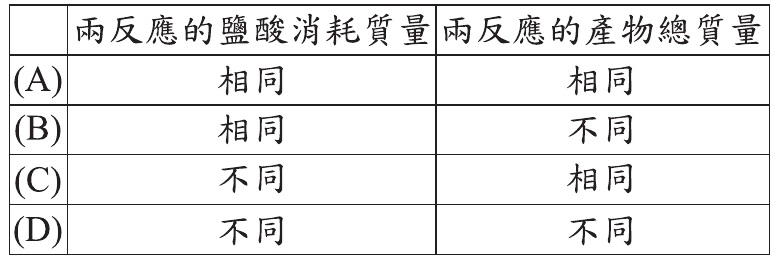 兩反應的鹽酸消耗質量 兩反應的產物總質量
(A) 相同 相同
(B) 相同 不同
(C) 不同 相同
(D) 不同 不同